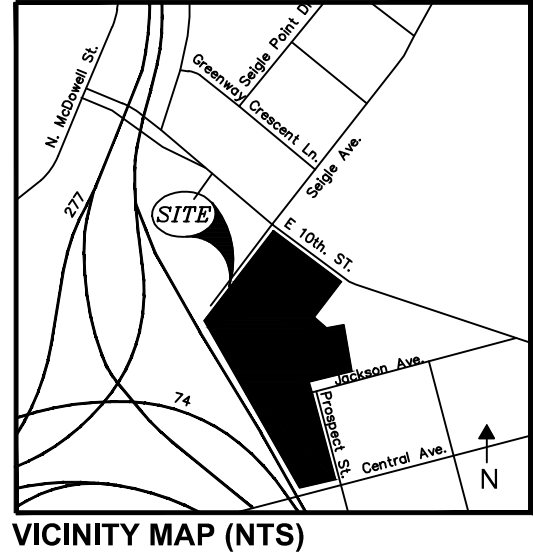 Seigle Point D
N. McDowell St.
Greenway Crescent Ln.
Seigle Ave.
277
SITE
E 10th. ST.
Jackson Ave.
74
Prospect St.
Central Ave.
N
VICINITY MAP (NTS)